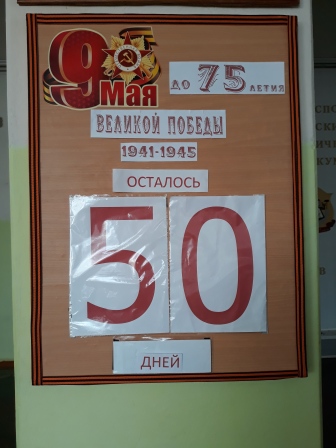 9 Мая
ДО 75 ЛЕТИЯ
ВЕЛИКОЙ ПОБЕДЫ
1941-1945
ОСТАЛОСЬ
50
ДНЕЙ